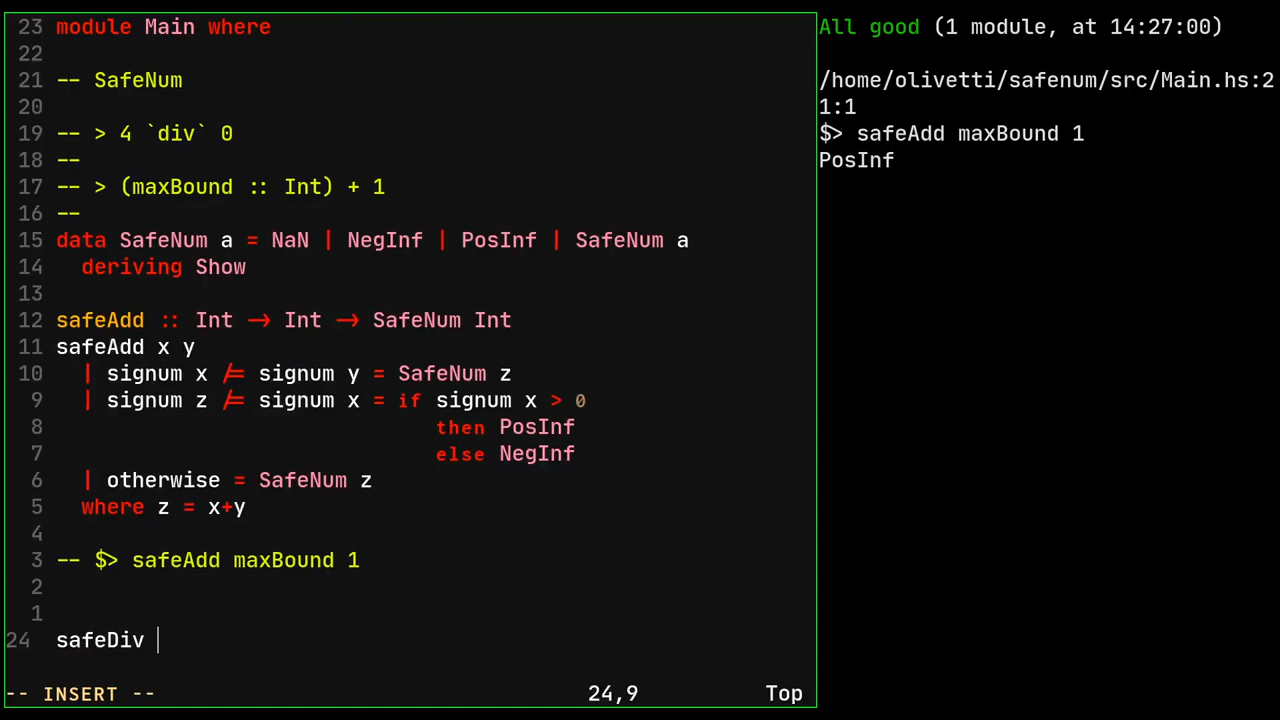 23 module Main where
22
21 -- SafeNum
20
19 -- > 4 `div` 0
18 --
17 -- > (maxBound :: Int) + 1
16 --
15 data SafeNum a = NaN | NegInf | PosInf | SafeNum a
14 deriving Show
13
12 safeAdd :: Int -> Int -> SafeNum Int
11 safeAdd x y
10 | signum x /= signum y = SafeNum z
9 | signum z /= signum x = if signum x > 0
8 then PosInf
7 else NegInf
6 | otherwise = SafeNum z
5 where z = x+y
4
3 -- $> safeAdd maxBound 1
2
1
24 safeDiv
-- INSERT -- 24,9 Top
All good (1 module, at 14:27:00)
/home/olivetti/safenum/src/Main.hs:2
1:1
$> safeAdd maxBound 1
PosInf